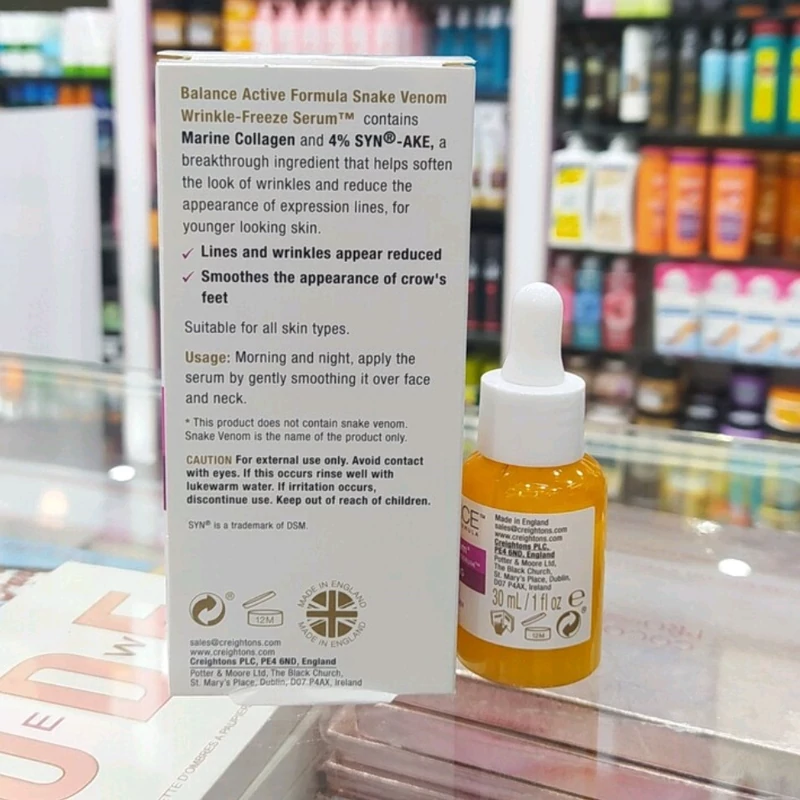 Balance Active Formula Snake Venom
Wrinkle-Freeze Serum™ contains
Marine Collagen and 4% SYN®-AKE, a
breakthrough ingredient that helps soften
the look of wrinkles and reduce the
appearance of expression lines, for
younger looking skin.
✓ Lines and wrinkles appear reduced
✓ Smoothes the appearance of crow's
feet
Suitable for all skin types.
Usage: Morning and night, apply the
serum by gently smoothing it over face
and neck.
* This product does not contain snake venom.
Snake Venom is the name of the product only.
CAUTION For external use only. Avoid contact
with eyes. If this occurs rinse well with
lukewarm water. If irritation occurs,
discontinue use. Keep out of reach of children.
SYN® is a trademark of DSM.
®
12M
MADE IN ENGLAND
MADE IN ENGLAND
sales@creightons.com
www.creightons.com
Creightons PLC, PE4 6ND, England
Potter & Moore Ltd, The Black Church,
St. Mary's Place, Dublin, D07 P4AX, Ireland
CE™
Made in England
sales@creightons.com
www.creightons.com
Creightons PLC,
PE4 6ND, England
Potter & Moore Ltd,
The Black Church,
St. Mary's Place, Dublin,
D07 P4AX, Ireland
30 mL / 1 fl oz ℮
12M
®
UDE
E W